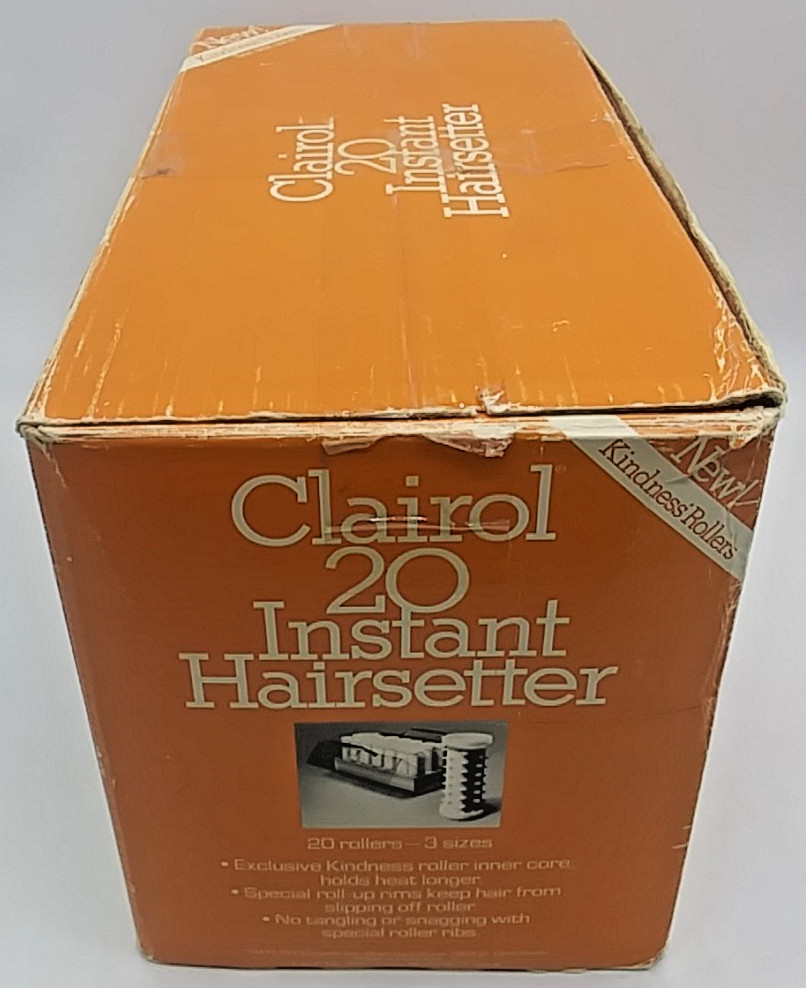 New!
Clairol
20
Instant
Hairsetter
New!
Kindness Rollers
Clairol®
20
Instant
Hairsetter
20 rollers—3 sizes
• Exclusive Kindness roller inner core,
holds heat longer.
• Special roll-up rims keep hair from
slipping off roller.
• No tangling or snagging with
special roller ribs.